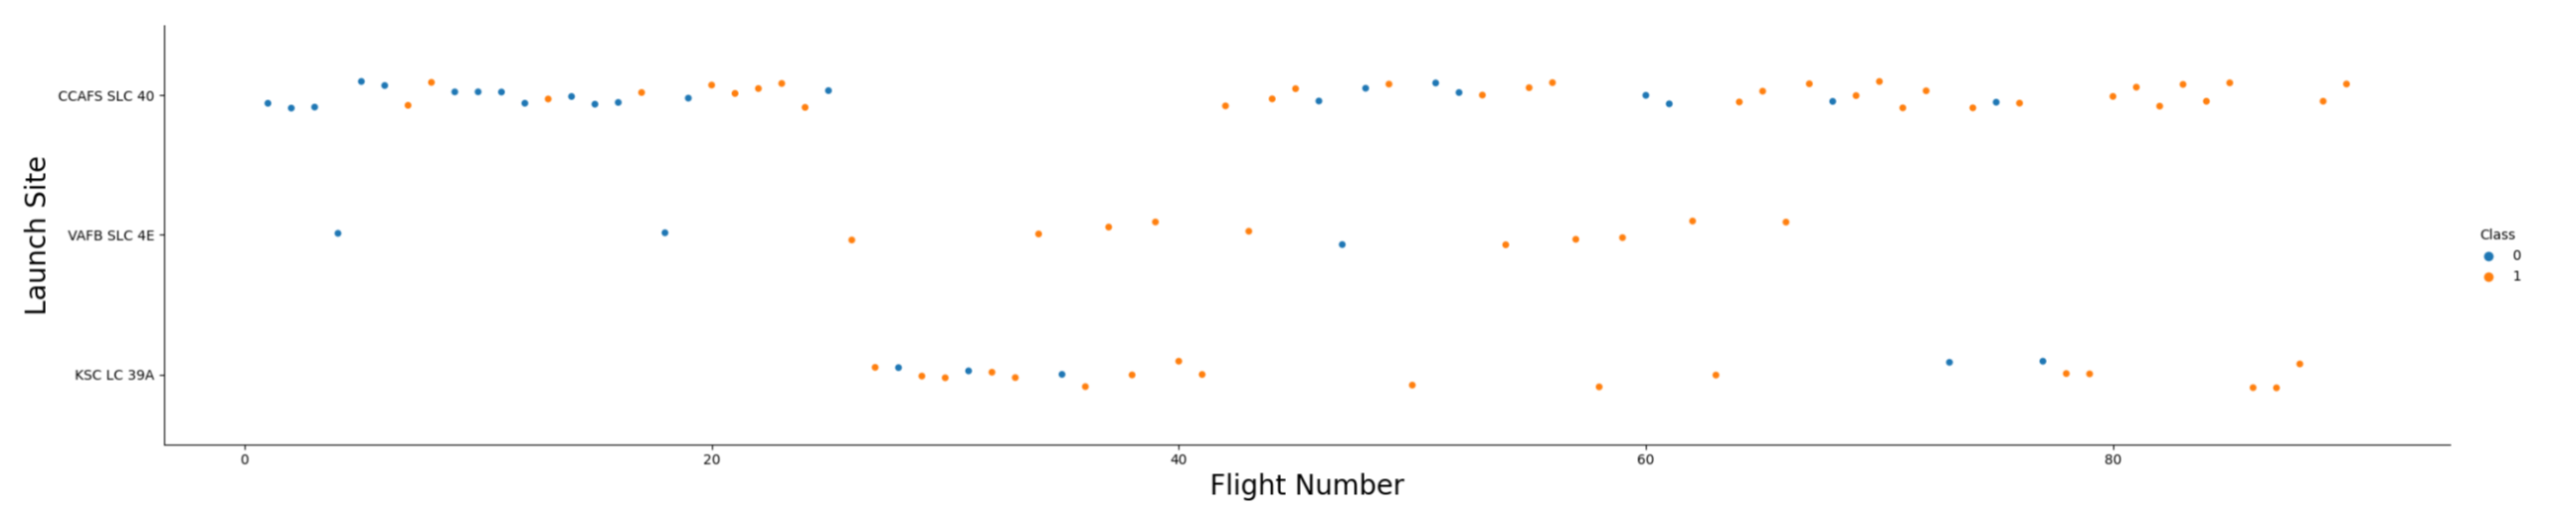 Launch Site
CCAFS SLC 40
VAFB SLC 4E
KSC LC 39A
0 20 40 60 80
Flight Number
Class
0
1